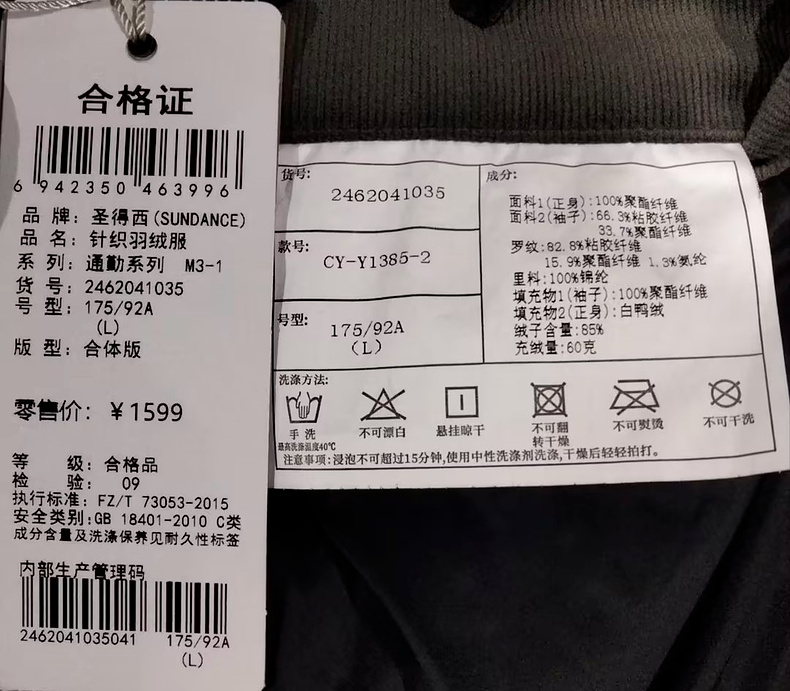 合格证
6 942350 463996
品 牌: 圣得西(SUNDANCE)
品 名: 针织羽绒服
系 列: 通勤系列 M3-1
货 号: 2462041035
号 型: 175/92A
(L)
版 型: 合体版
零售价: ￥1599
等 级: 合格品
检 验: 09
执行标准: FZ/T 73053-2015
安全类别:GB 18401-2010 C类
成分含量及洗涤保养见耐久性标签
内部生产管理码
2462041035041 175/92A
(L)
货号:
2462041035
款号:
CY-Y1385-2
号型:
175/92A
(L)
成分:
面料1(正身):100%聚酯纤维
面料2(袖子):66.3%粘胶纤维
33.7%聚酯纤维
罗纹:82.8%粘胶纤维
15.9%聚酯纤维 1.3%氨纶
里料:100%锦纶
填充物1(袖子):100%聚酯纤维
填充物2(正身):白鸭绒
绒子含量:85%
充绒量:60克
洗涤方法:
手 洗
最高洗涤温度40℃
不可漂白
悬挂晾干
不可翻
转干燥
不可熨烫
不可干洗
注意事项:浸泡不可超过15分钟,使用中性洗涤剂洗涤,干燥后轻轻拍打。